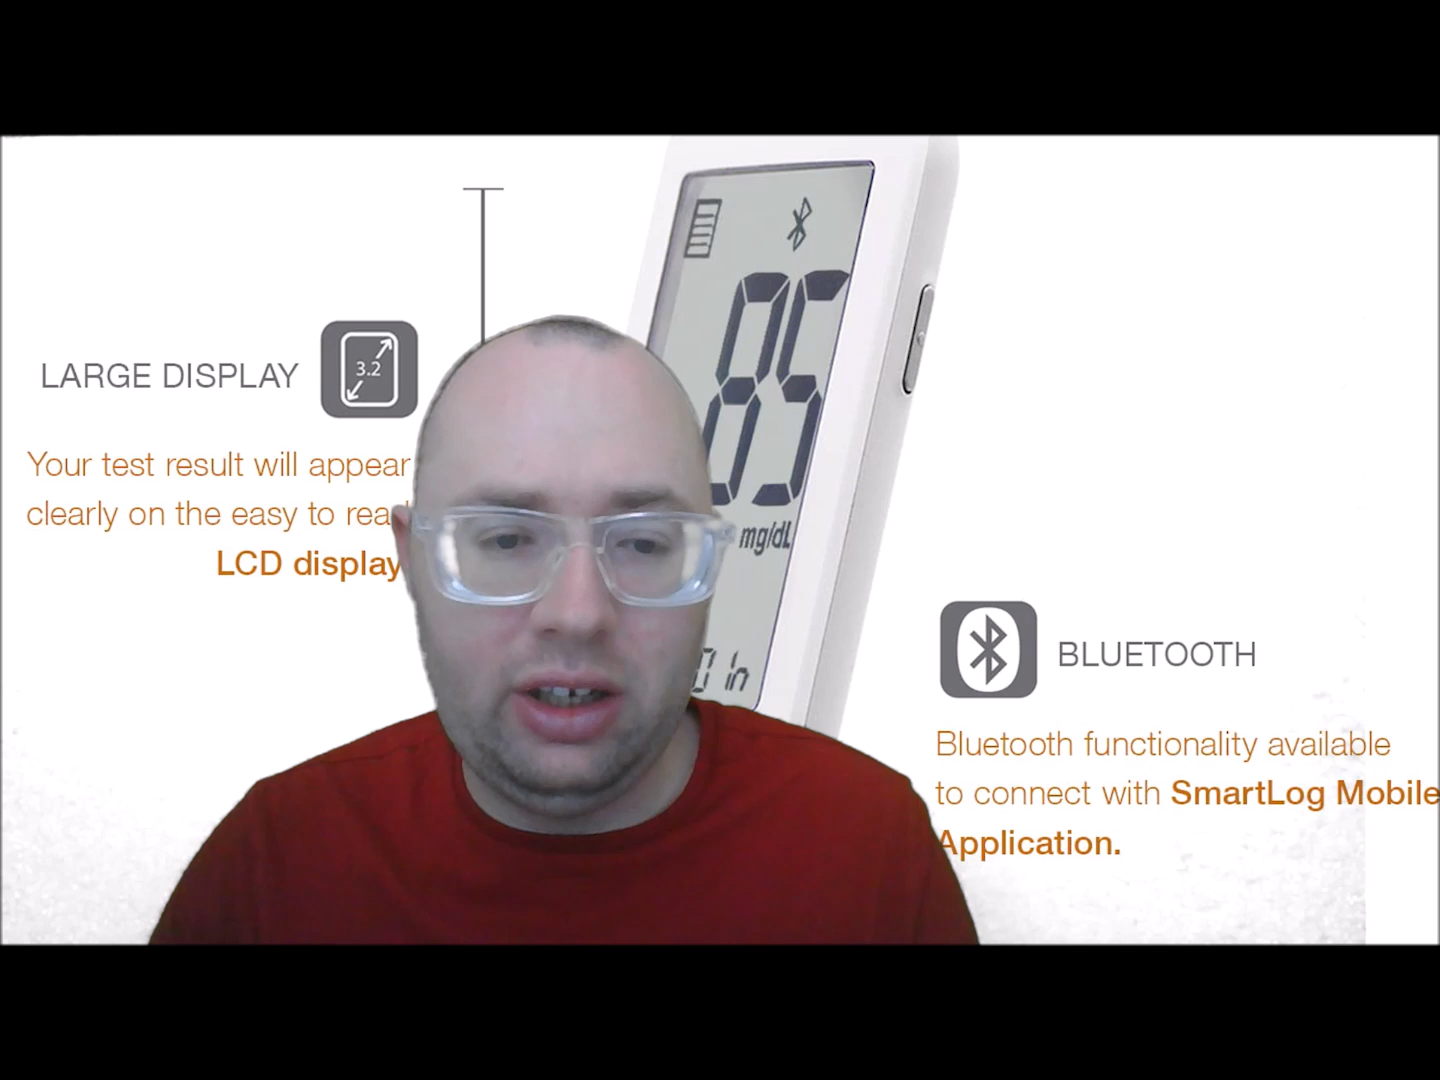 LARGE DISPLAY
3.2
Your test result will appear
clearly on the easy to
LCD display
85
mg/dL
BLUETOOTH
Bluetooth functionality available
to connect with SmartLog Mobile
Application.